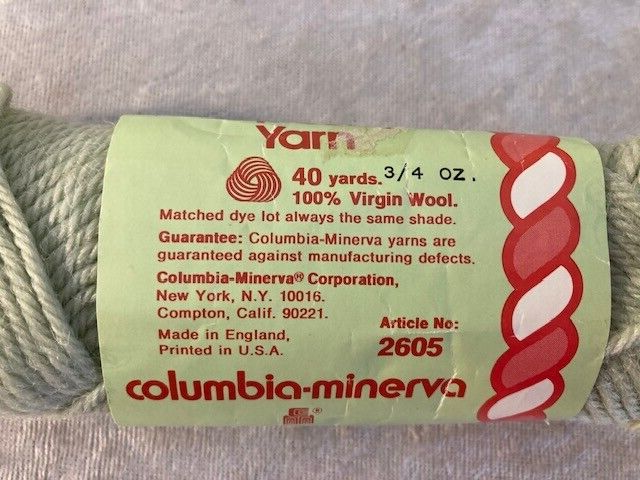 Yarn
40 yards. 3/4 OZ.
100% Virgin Wool.
Matched dye lot always the same shade.
Guarantee: Columbia-Minerva yarns are
guaranteed against manufacturing defects.
Columbia-Minerva® Corporation,
New York, N.Y. 10016.
Compton, Calif. 90221.
Made in England,
Printed in U.S.A.
Article No:
2605
columbia-minerva
®